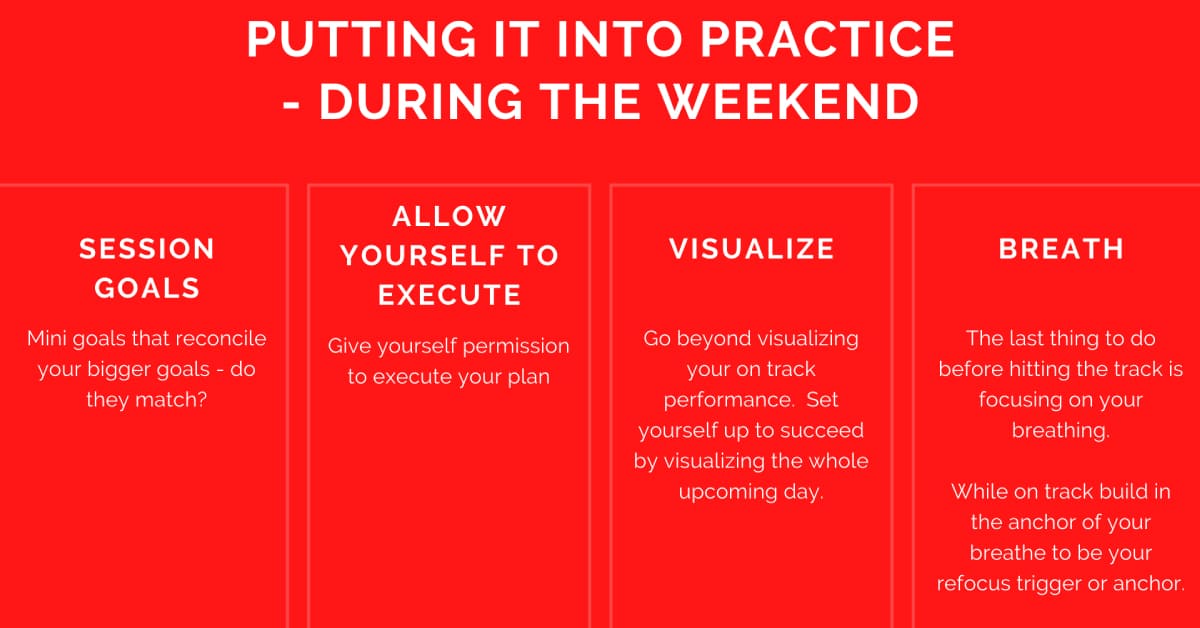 PUTTING IT INTO PRACTICE
- DURING THE WEEKEND
SESSION
GOALS
Mini goals that reconcile
your bigger goals - do
they match?
ALLOW
YOURSELF TO
EXECUTE
Give yourself permission
to execute your plan
VISUALIZE
Go beyond visualizing
your on track
performance.  Set
yourself up to succeed
by visualizing the whole
upcoming day.
BREATH
The last thing to do
before hitting the track is
focusing on your
breathing.
While on track build in
the anchor of your
breathe to be your
refocus trigger or anchor.